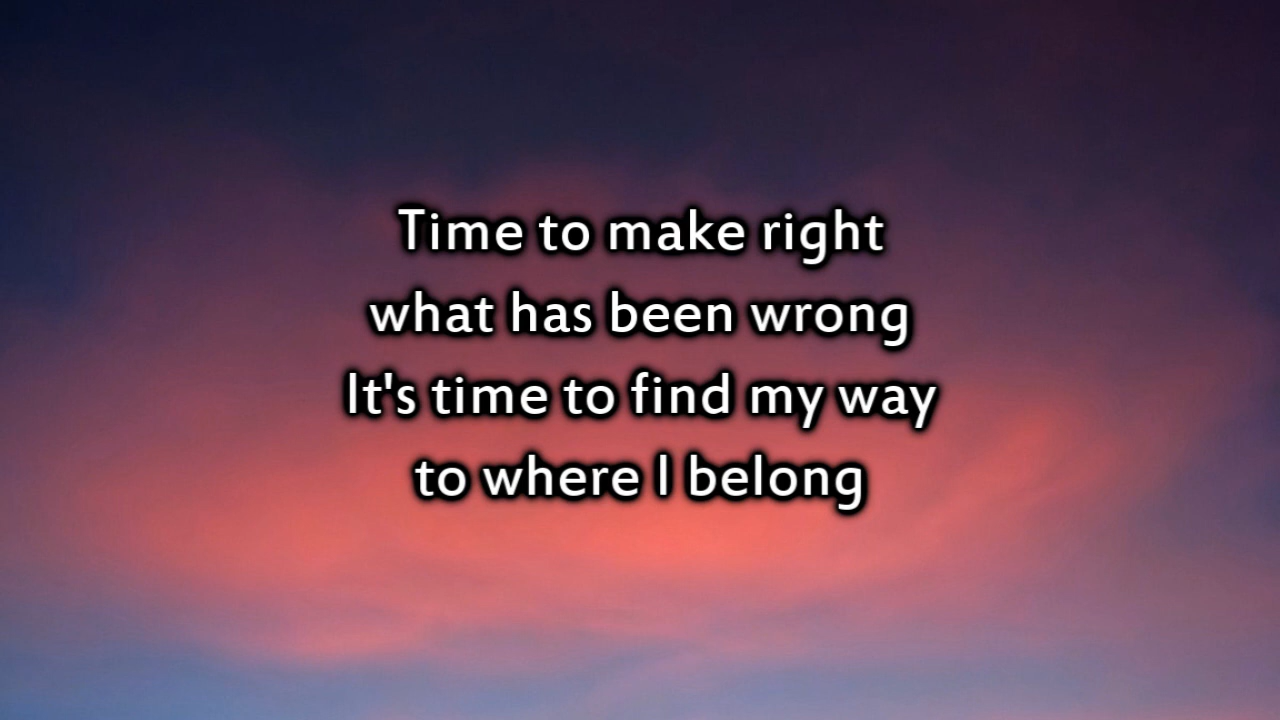 Time to make right
what has been wrong
It's time to find my way
to where I belong